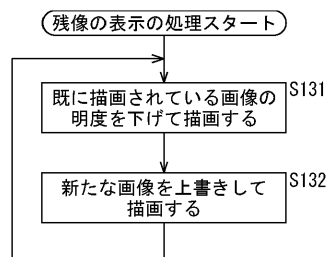 残像の表示の処理スタート
S131
既に描画されている画像の
明度を下げて描画する
S132
新たな画像を上書きして
描画する